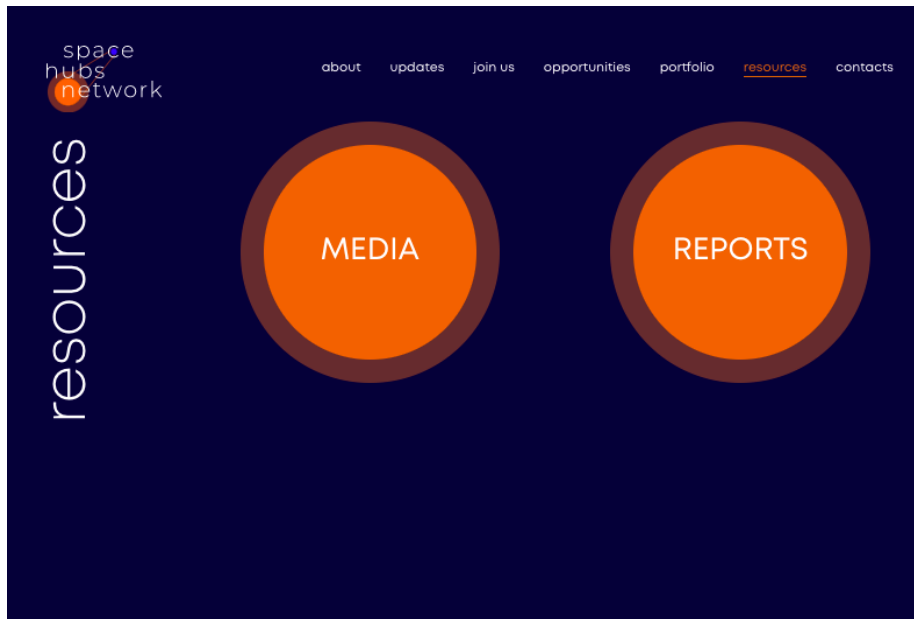 space
hubs
network
about updates join us opportunities portfolio resources contacts
resources
MEDIA REPORTS